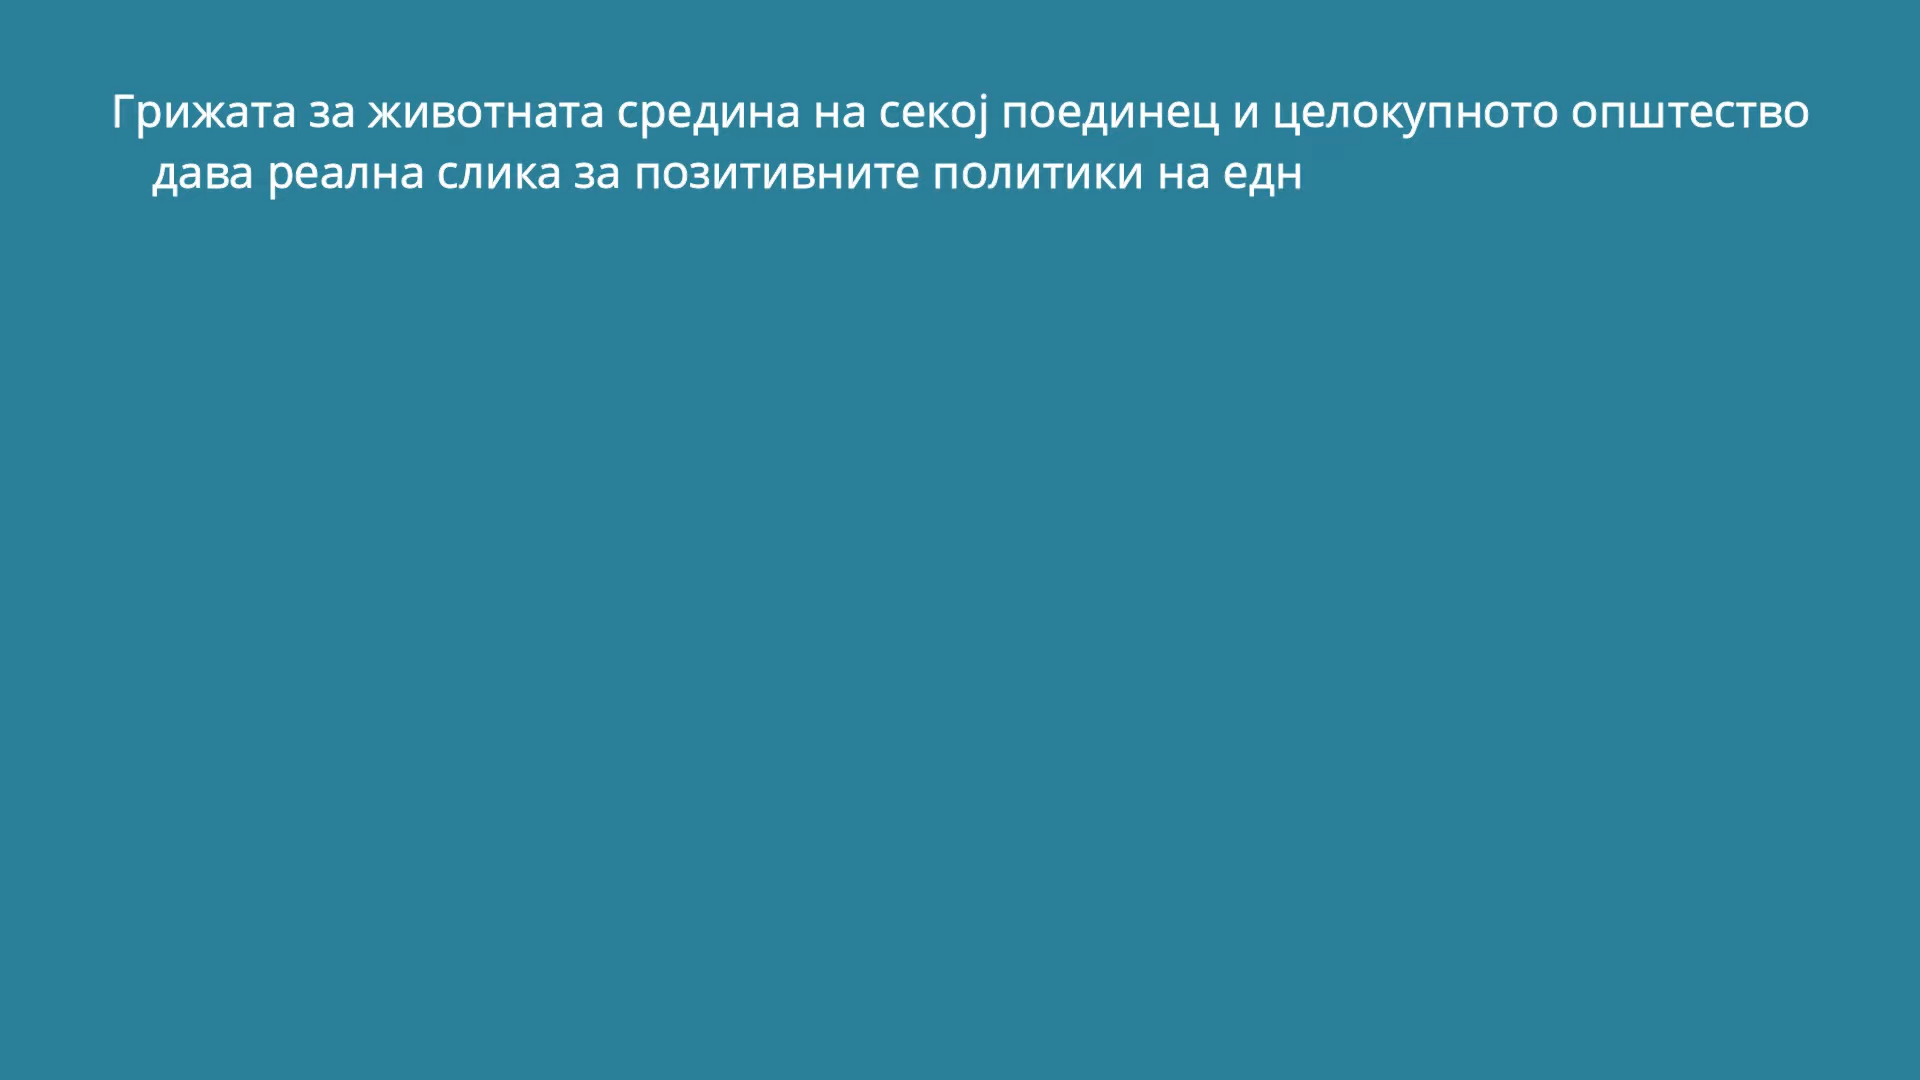 Грижата за животната средина на секој поединец и целокупното општество
дава реална слика за позитивните политики на едн